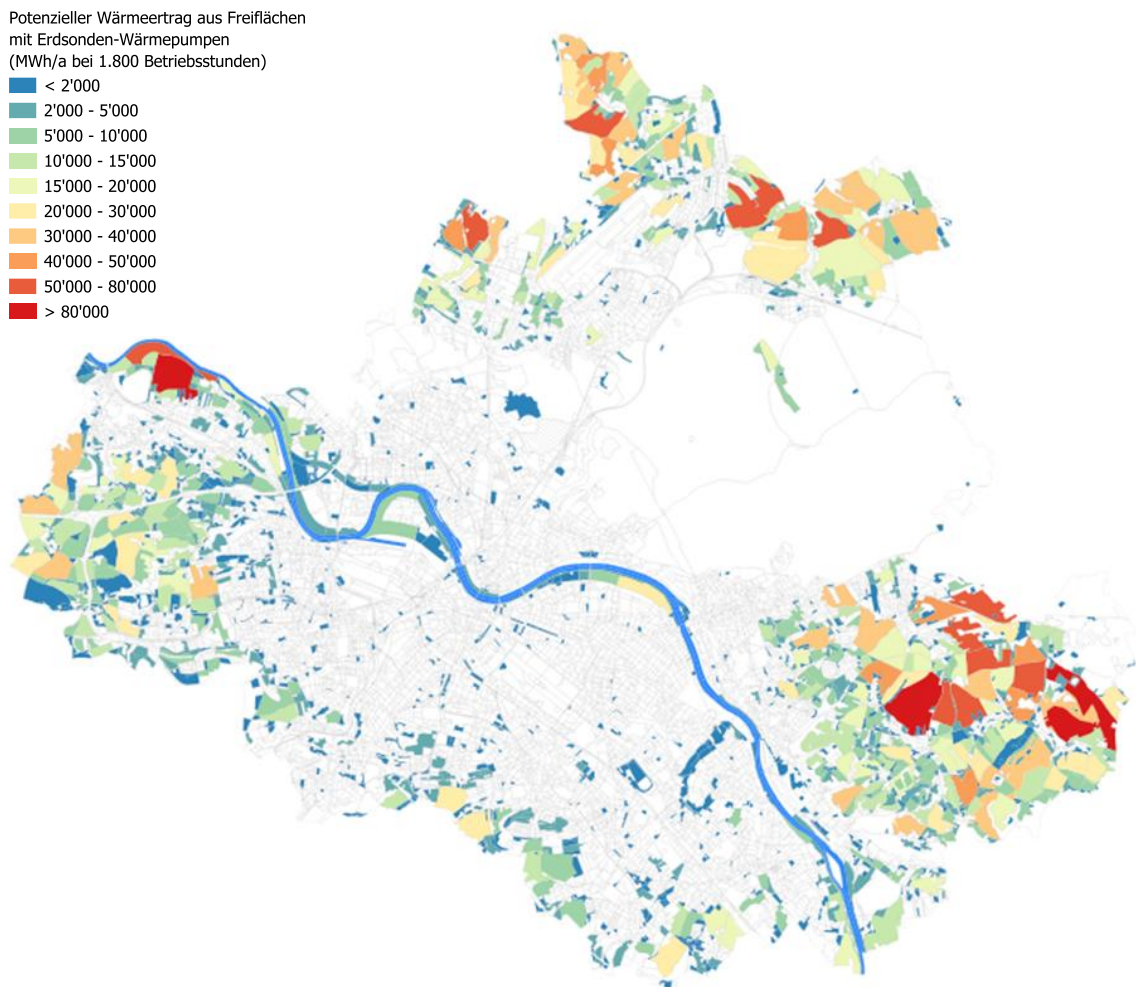 Potenzieller Wärmeertrag aus Freiflächen
mit Erdsonden-Wärmepumpen
(MWh/a bei 1.800 Betriebsstunden)
< 2'000
2'000 - 5'000
5'000 - 10'000
10'000 - 15'000
15'000 - 20'000
20'000 - 30'000
30'000 - 40'000
40'000 - 50'000
50'000 - 80'000
> 80'000